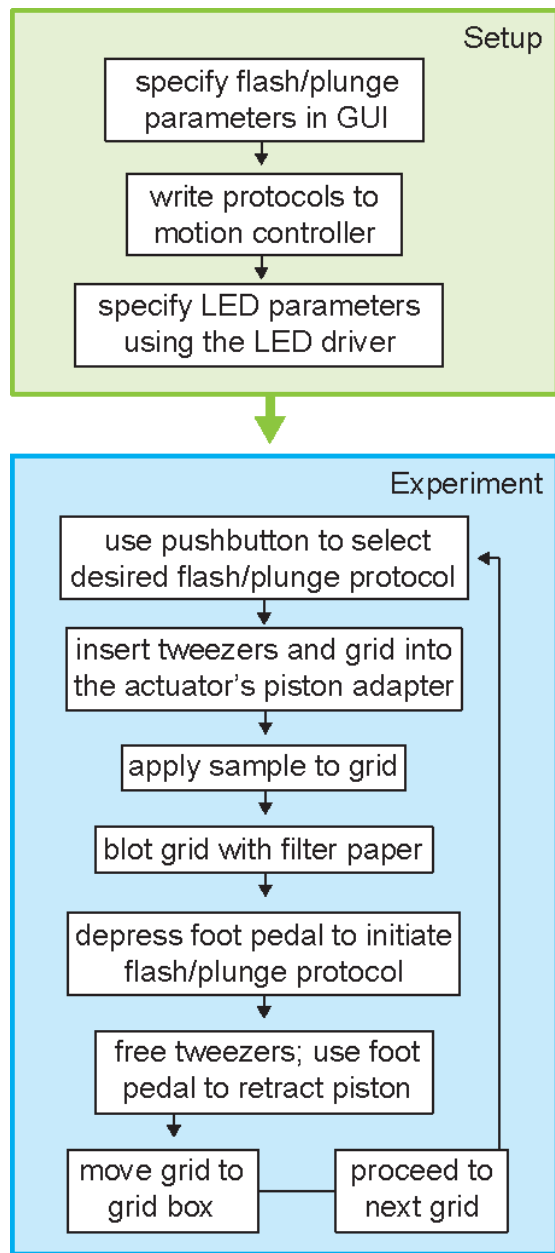 Setup
specify flash/plunge
parameters in GUI
write protocols to
motion controller
specify LED parameters
using the LED driver
Experiment
use pushbutton to select
desired flash/plunge protocol
insert tweezers and grid into
the actuator's piston adapter
apply sample to grid
blot grid with filter paper
depress foot pedal to initiate
flash/plunge protocol
free tweezers; use foot
pedal to retract piston
move grid to
grid box
proceed to
next grid